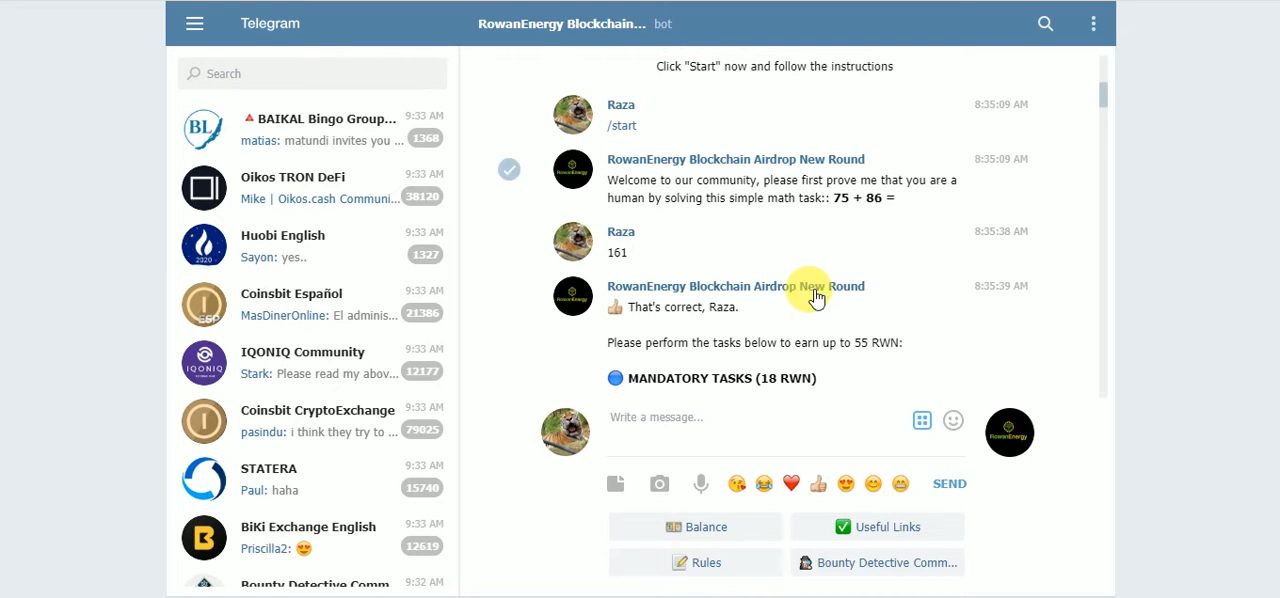 Telegram
RowanEnergy Blockchain... bot
Search
BAIKAL Bingo Group... 9:33 AM
matias: matundi invites you ... 1368
Oikos TRON DeFi 9:33 AM
Mike | Oikos.cash Communi... 38120
Huobi English 9:33 AM
Sayon: yes.. 1327
Coinsbit Español 9:33 AM
MasDinerOnline: El adminis... 21386
IQONIQ Community 9:33 AM
Stark: Please read my abov... 12177
Coinsbit CryptoExchange 9:33 AM
pasindu: i think they try to ... 79025
STATERA 9:33 AM
Paul: haha 15740
BiKi Exchange English 9:33 AM
Priscilla2: 😍 12619
Bounty Detective Comm... 9:32 AM
Click "Start" now and follow the instructions
Raza 8:35:09 AM
/start
RowanEnergy Blockchain Airdrop New Round 8:35:09 AM
Welcome to our community, please first prove me that you are a
human by solving this simple math task:: 75 + 86 =
Raza 8:35:38 AM
161
RowanEnergy Blockchain Airdrop New Round 8:35:39 AM
👍 That's correct, Raza.
Please perform the tasks below to earn up to 55 RWN:
🔵 MANDATORY TASKS (18 RWN)
Write a message...
SEND
Balance
Useful Links
Rules
Bounty Detective Comm...
BL
2020
ESP
IQONIQ
RowanEnergy